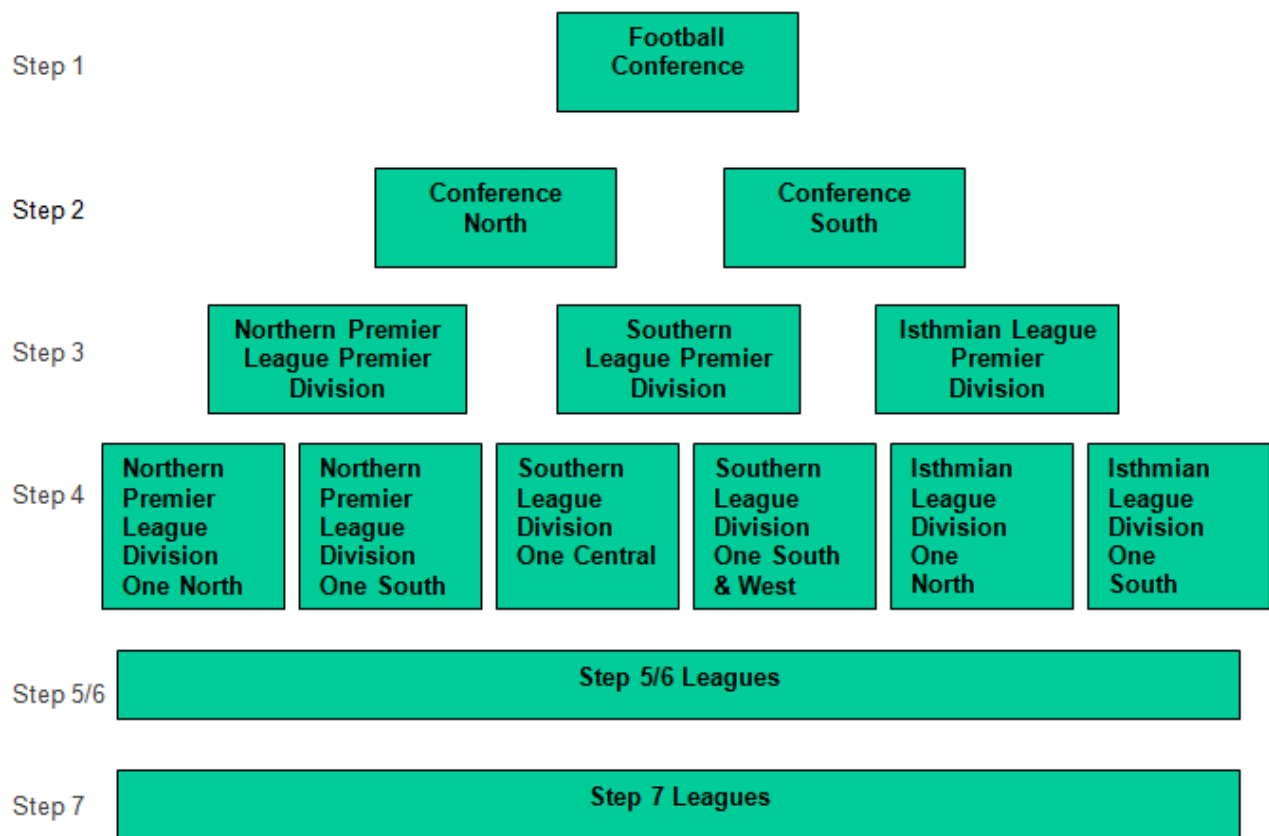 Step 1
Football
Conference
Step 2
Conference
North
Conference
South
Step 3
Northern Premier
League Premier
Division
Southern
League Premier
Division
Isthmian League
Premier
Division
Step 4
Northern
Premier
League
Division
One North
Northern
Premier
League
Division
One South
Southern
League
Division
One Central
Southern
League
Division
One South
& West
Isthmian
League
Division
One
North
Isthmian
League
Division
One
South
Step 5/6
Step 5/6 Leagues
Step 7
Step 7 Leagues